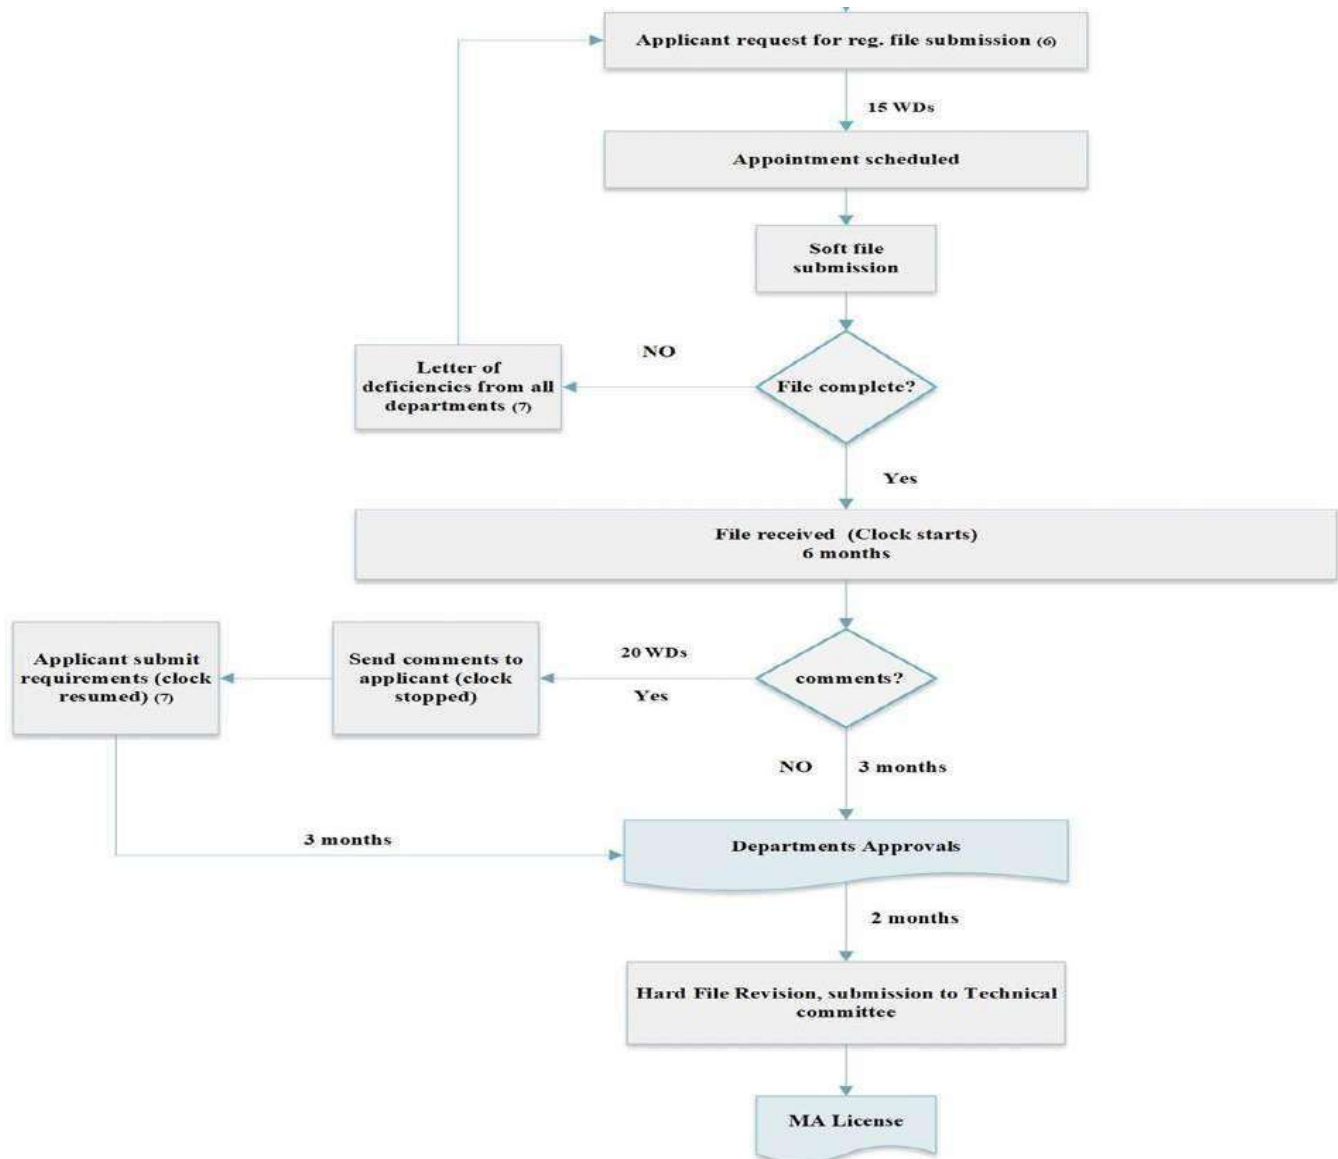 Applicant request for reg. file submission (6)
15 WDs
Appointment scheduled
Soft file
submission
NO
Letter of
deficiencies from all
departments (7)
File complete?
Yes
File received (Clock starts)
6 months
Applicant submit
requirements (clock
resumed) (7)
Send comments to
applicant (clock
stopped)
20 WDs
Yes
comments?
NO
3 months
3 months
Departments Approvals
2 months
Hard File Revision, submission to Technical
committee
MA License